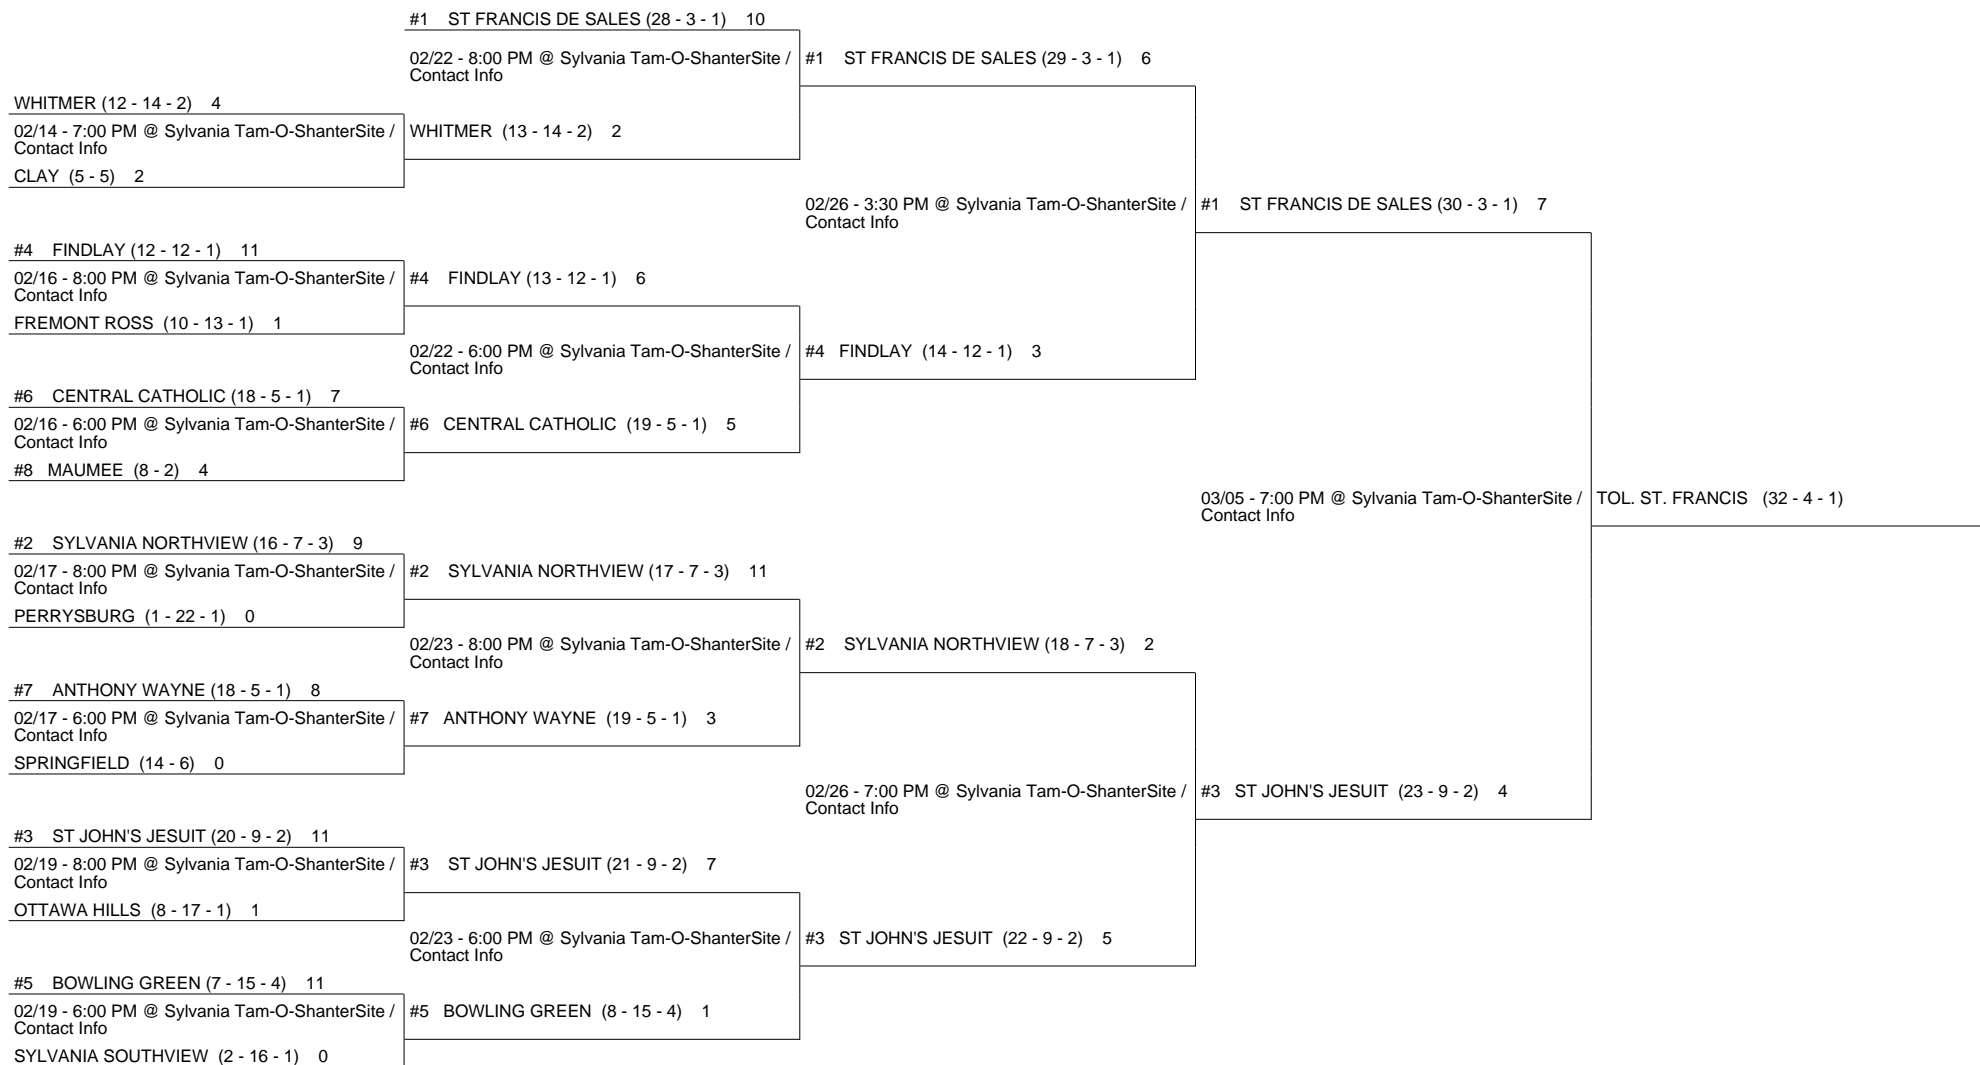 #1 ST FRANCIS DE SALES (28 - 3 - 1) 10
02/22 - 8:00 PM @ Sylvania Tam-O-ShanterSite /
Contact Info
#1 ST FRANCIS DE SALES (29 - 3 - 1) 6
WHITMER (12 - 14 - 2) 4
02/14 - 7:00 PM @ Sylvania Tam-O-ShanterSite /
Contact Info
WHITMER (13 - 14 - 2) 2
CLAY (5 - 5) 2
02/26 - 3:30 PM @ Sylvania Tam-O-ShanterSite /
Contact Info
#1 ST FRANCIS DE SALES (30 - 3 - 1) 7
#4 FINDLAY (12 - 12 - 1) 11
02/16 - 8:00 PM @ Sylvania Tam-O-ShanterSite /
Contact Info
#4 FINDLAY (13 - 12 - 1) 6
FREMONT ROSS (10 - 13 - 1) 1
02/22 - 6:00 PM @ Sylvania Tam-O-ShanterSite /
Contact Info
#4 FINDLAY (14 - 12 - 1) 3
#6 CENTRAL CATHOLIC (18 - 5 - 1) 7
02/16 - 6:00 PM @ Sylvania Tam-O-ShanterSite /
Contact Info
#6 CENTRAL CATHOLIC (19 - 5 - 1) 5
#8 MAUMEE (8 - 2) 4
03/05 - 7:00 PM @ Sylvania Tam-O-ShanterSite /
Contact Info
TOL. ST. FRANCIS (32 - 4 - 1)
#2 SYLVANIA NORTHVIEW (16 - 7 - 3) 9
02/17 - 8:00 PM @ Sylvania Tam-O-ShanterSite /
Contact Info
#2 SYLVANIA NORTHVIEW (17 - 7 - 3) 11
PERRYSBURG (1 - 22 - 1) 0
02/23 - 8:00 PM @ Sylvania Tam-O-ShanterSite /
Contact Info
#2 SYLVANIA NORTHVIEW (18 - 7 - 3) 2
#7 ANTHONY WAYNE (18 - 5 - 1) 8
02/17 - 6:00 PM @ Sylvania Tam-O-ShanterSite /
Contact Info
#7 ANTHONY WAYNE (19 - 5 - 1) 3
SPRINGFIELD (14 - 6) 0
02/26 - 7:00 PM @ Sylvania Tam-O-ShanterSite /
Contact Info
#3 ST JOHN'S JESUIT (23 - 9 - 2) 4
#3 ST JOHN'S JESUIT (20 - 9 - 2) 11
02/19 - 8:00 PM @ Sylvania Tam-O-ShanterSite /
Contact Info
#3 ST JOHN'S JESUIT (21 - 9 - 2) 7
OTTAWA HILLS (8 - 17 - 1) 1
02/23 - 6:00 PM @ Sylvania Tam-O-ShanterSite /
Contact Info
#3 ST JOHN'S JESUIT (22 - 9 - 2) 5
#5 BOWLING GREEN (7 - 15 - 4) 11
02/19 - 6:00 PM @ Sylvania Tam-O-ShanterSite /
Contact Info
#5 BOWLING GREEN (8 - 15 - 4) 1
SYLVANIA SOUTHVIEW (2 - 16 - 1) 0